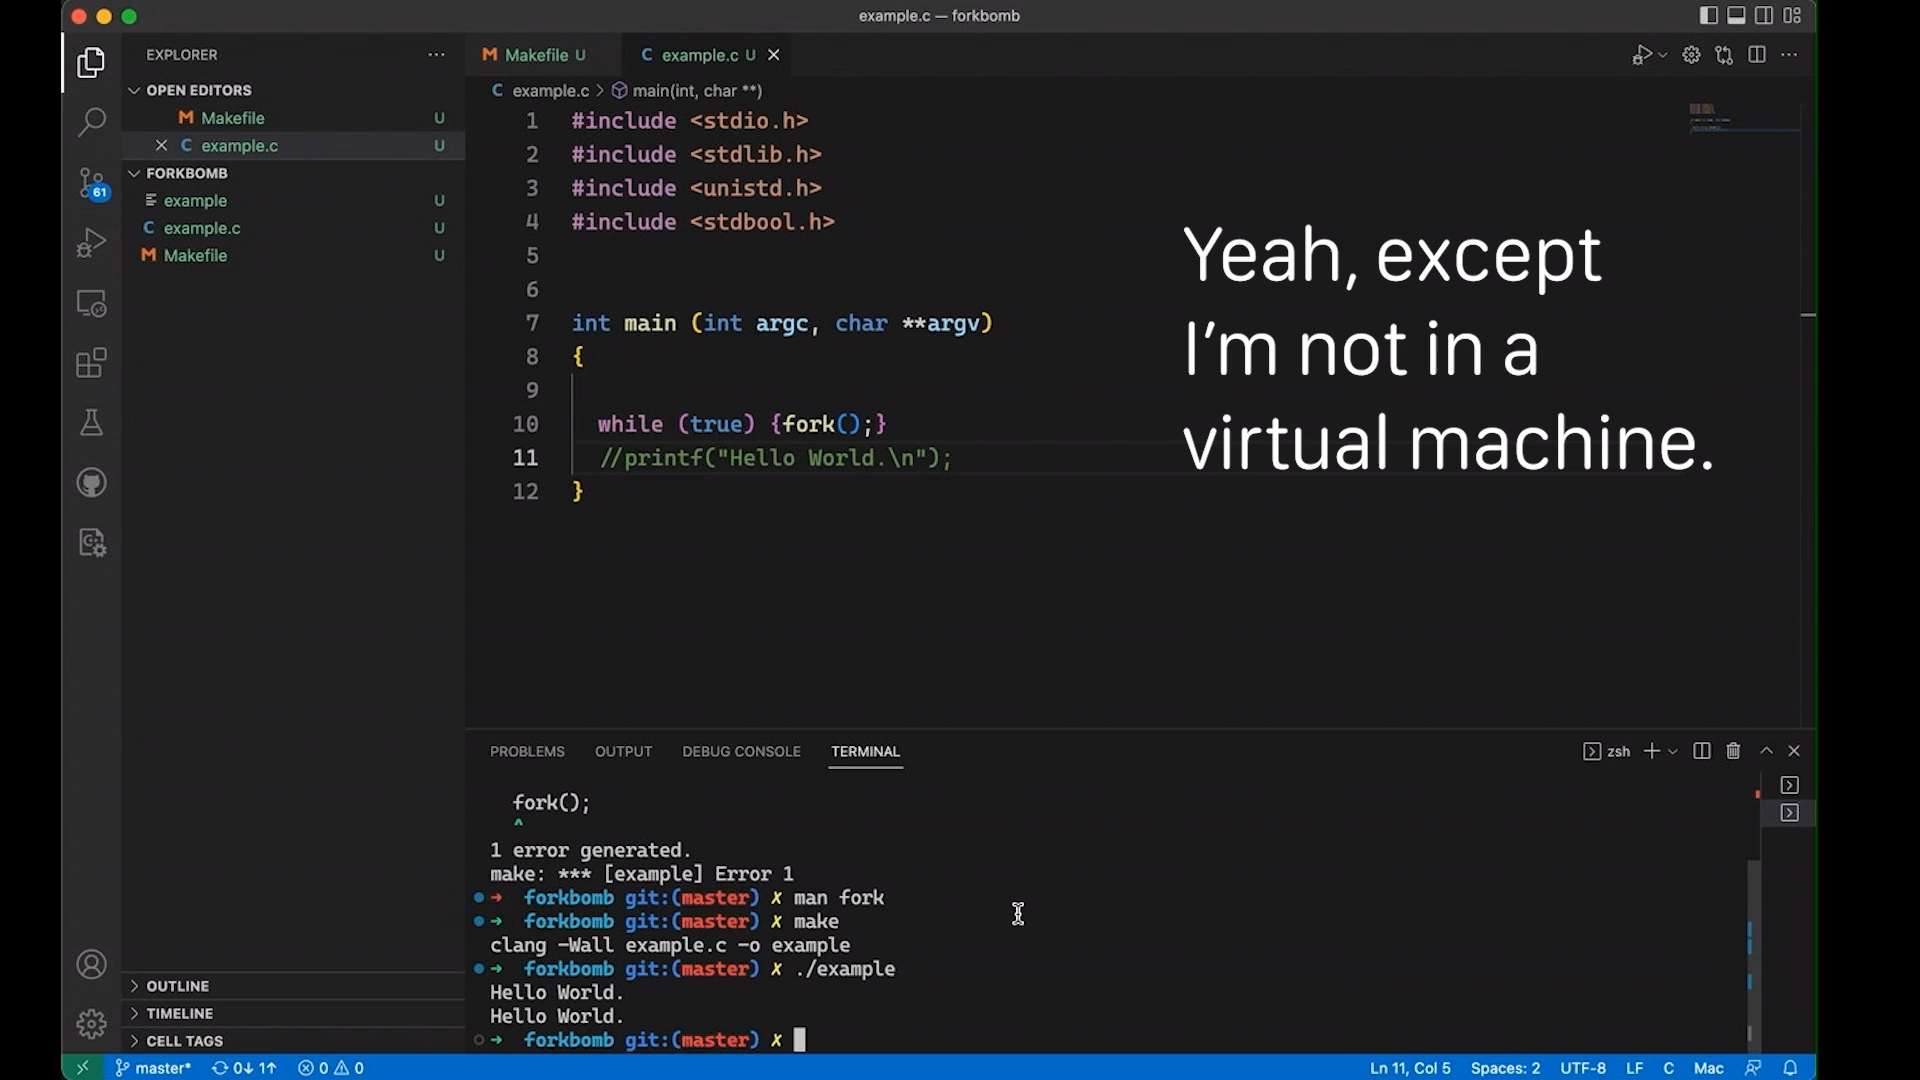 example.c — forkbomb
EXPLORER
OPEN EDITORS
Makefile U
example.c U
FORKBOMB
61
example U
example.c U
Makefile U
OUTLINE
TIMELINE
CELL TAGS
Makefile U
example.c U
example.c > main(int, char **)
1 #include <stdio.h>
2 #include <stdlib.h>
3 #include <unistd.h>
4 #include <stdbool.h>
5
6
7 int main (int argc, char **argv)
8 {
9
10 while (true) {fork();}
11 //printf("Hello World.\n");
12 }
Yeah, except
I'm not in a
virtual machine.
PROBLEMS OUTPUT DEBUG CONSOLE TERMINAL
zsh
fork();
^
1 error generated.
make: *** [example] Error 1
➜ forkbomb git:(master) ✗ man fork
➜ forkbomb git:(master) ✗ make
clang -Wall example.c -o example
➜ forkbomb git:(master) ✗ ./example
Hello World.
Hello World.
➜ forkbomb git:(master) ✗
master* 0↓ 1↑ 0 0 Ln 11, Col 5 Spaces: 2 UTF-8 LF C Mac